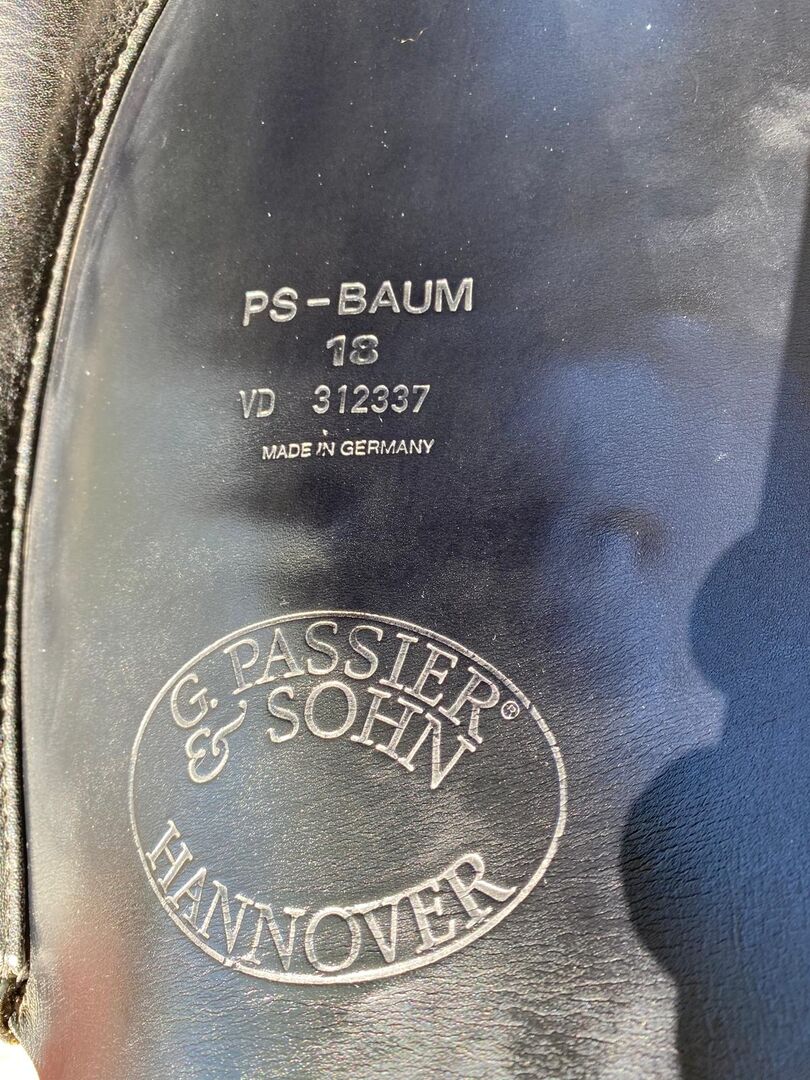 PS-BAUM
18
VD 312337
MADE IN GERMANY
G. PASSIER®
& SOHN
HANNOVER